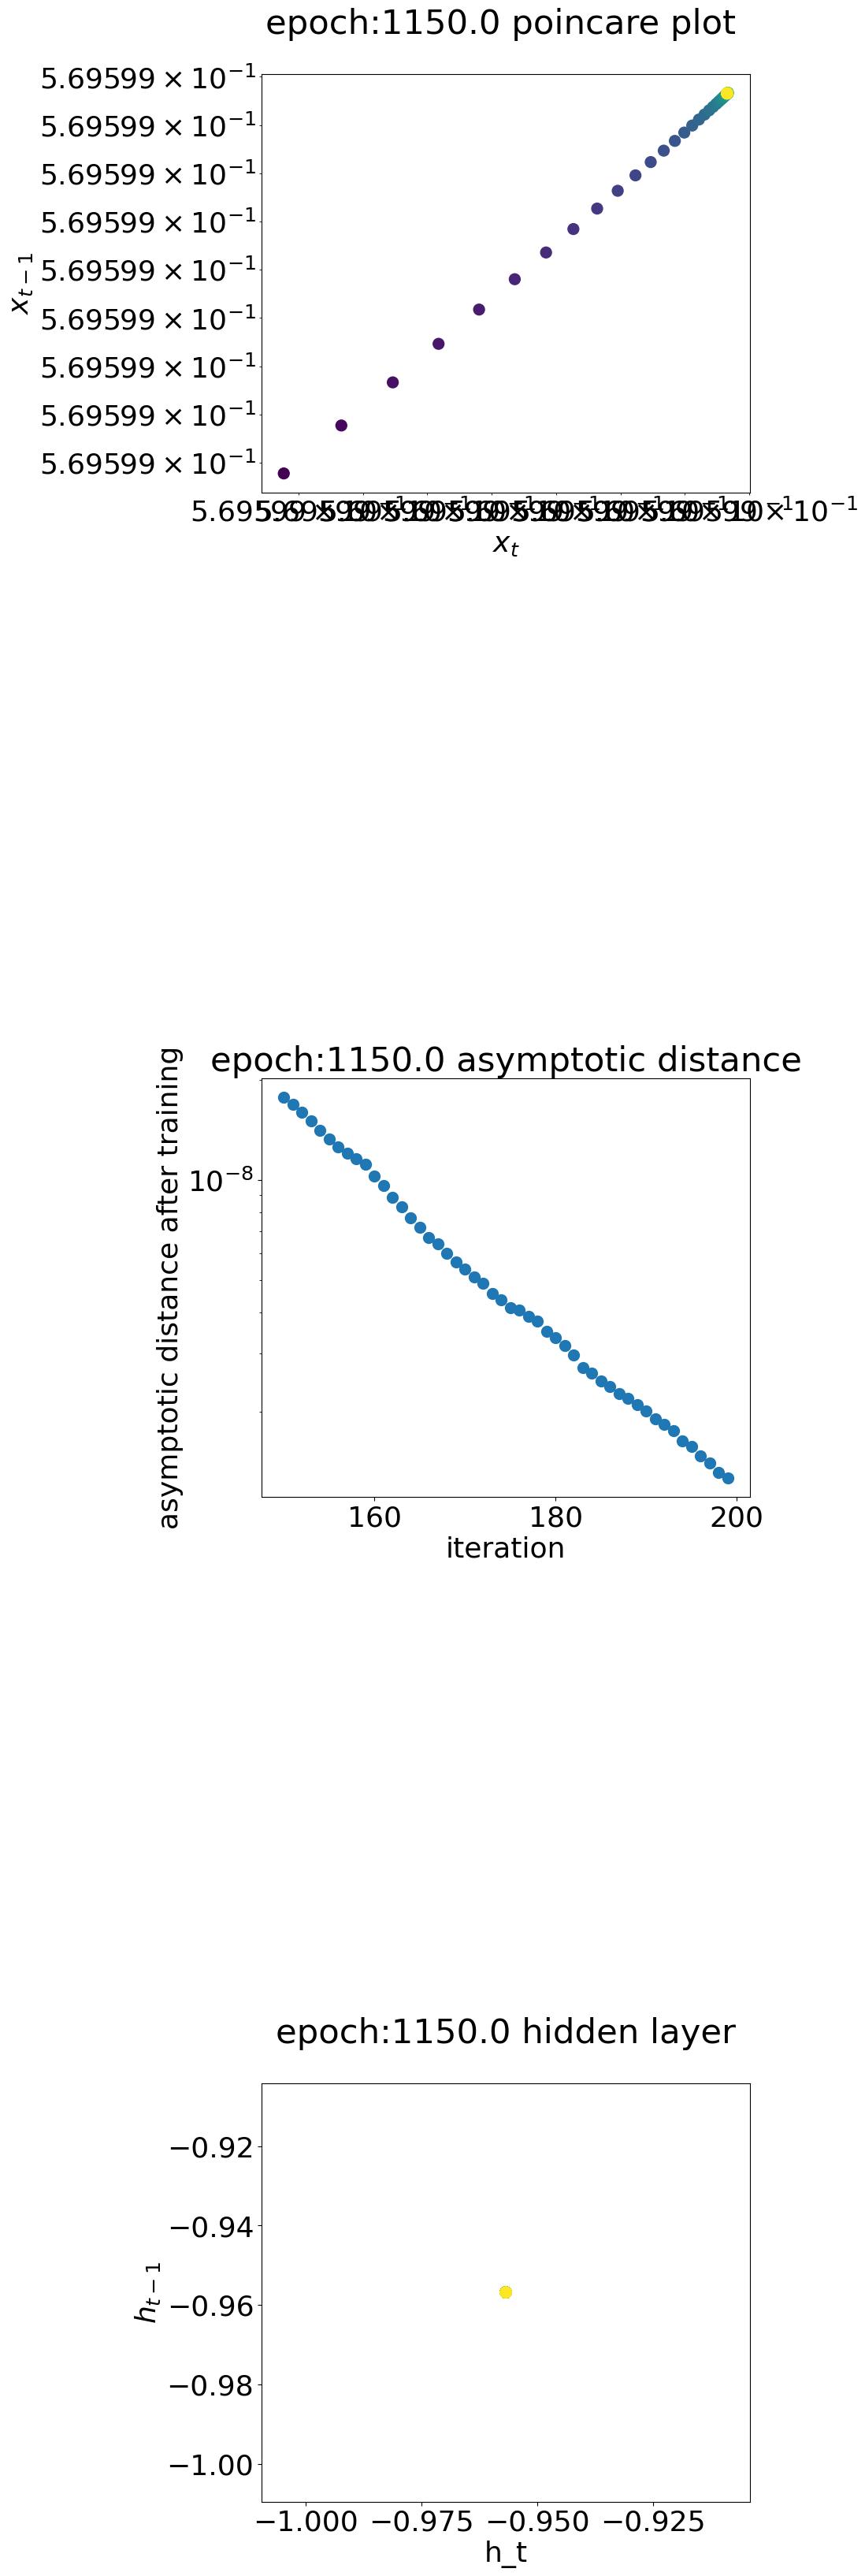 epoch:1150.0 poincare plot
5.69599 × 10⁻¹
5.69599 × 10⁻¹
5.69599 × 10⁻¹
5.69599 × 10⁻¹
5.69599 × 10⁻¹
5.69599 × 10⁻¹
5.69599 × 10⁻¹
5.69599 × 10⁻¹
5.69599 × 10⁻¹
x_{t-1}
x_t
epoch:1150.0 asymptotic distance
asymptotic distance after training
10⁻⁸
160 180 200
iteration
epoch:1150.0 hidden layer
−0.92
−0.94
−0.96
−0.98
−1.00
h_{t-1}
−1.000 −0.975 −0.950 −0.925
h_t